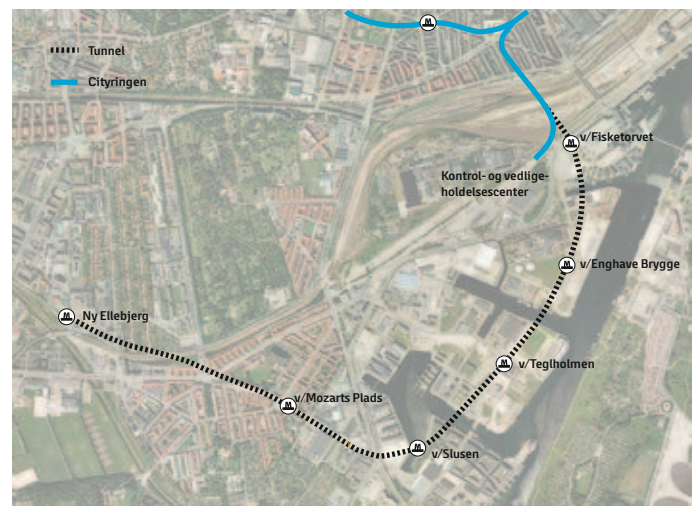 Tunnel
Cityringen
v/Fisketorvet
Kontrol- og vedlige-
holdelsescenter
v/Enghave Brygge
Ny Ellebjerg
v/Teglholmen
v/Mozarts Plads
v/Slusen